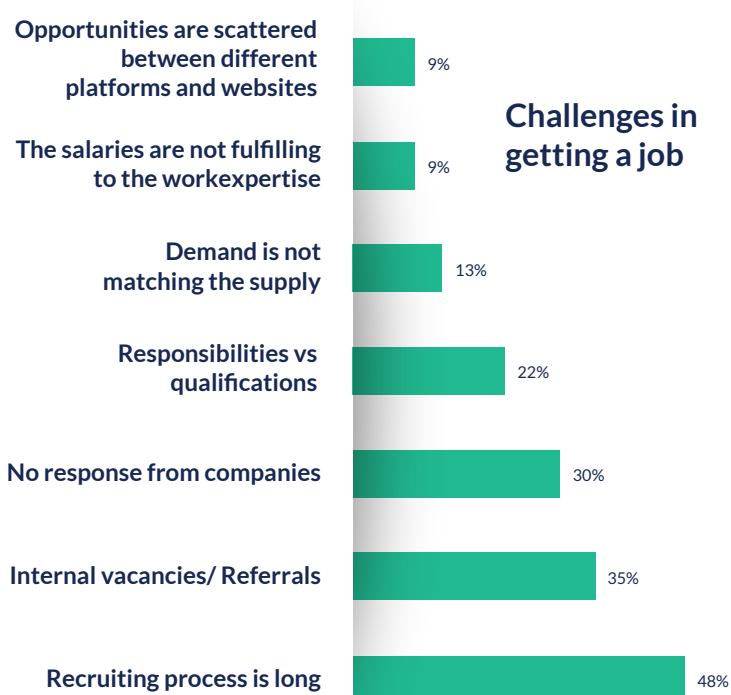 Opportunities are scattered
between different
platforms and websites
9%
Challenges in
getting a job
The salaries are not fulfilling
to the workexpertise
9%
Demand is not
matching the supply
13%
Responsibilities vs
qualifications
22%
No response from companies
30%
Internal vacancies/ Referrals
35%
Recruiting process is long
48%